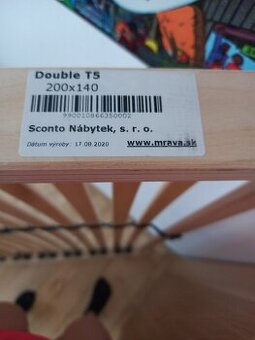 Double T5
200x140
990010866350002
Sconto Nábytek, s. r. o.
Dátum výroby: 17.08.2020
www.mrava.sk